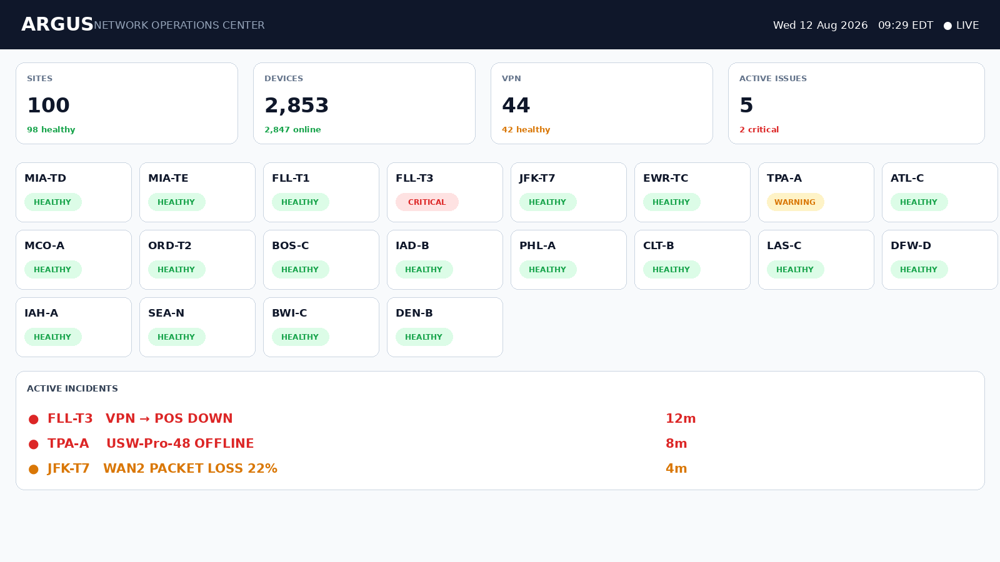 ARGUS NETWORK OPERATIONS CENTER Wed 12 Aug 2026 09:29 EDT ● LIVE
SITES DEVICES VPN ACTIVE ISSUES
100 2,853 44 5
98 healthy 2,847 online 42 healthy 2 critical
MIA-TD MIA-TE FLL-T1 FLL-T3 JFK-T7 EWR-TC TPA-A ATL-C
HEALTHY HEALTHY HEALTHY CRITICAL HEALTHY HEALTHY WARNING HEALTHY
MCO-A ORD-T2 BOS-C IAD-B PHL-A CLT-B LAS-C DFW-D
HEALTHY HEALTHY HEALTHY HEALTHY HEALTHY HEALTHY HEALTHY HEALTHY
IAH-A SEA-N BWI-C DEN-B
HEALTHY HEALTHY HEALTHY HEALTHY
ACTIVE INCIDENTS
● FLL-T3 VPN → POS DOWN 12m
● TPA-A USW-Pro-48 OFFLINE 8m
● JFK-T7 WAN2 PACKET LOSS 22% 4m